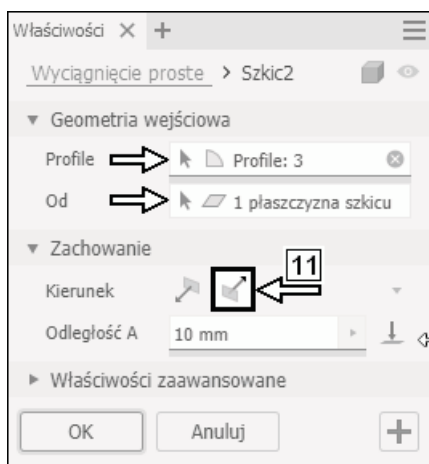 Właściwości × +
Wyciągnięcie proste > Szkic2
Geometria wejściowa
Profile Profile: 3
Od 1 płaszczyzna szkicu
Zachowanie
11
Kierunek
Odległość A 10 mm
Właściwości zaawansowane
OK Anuluj +